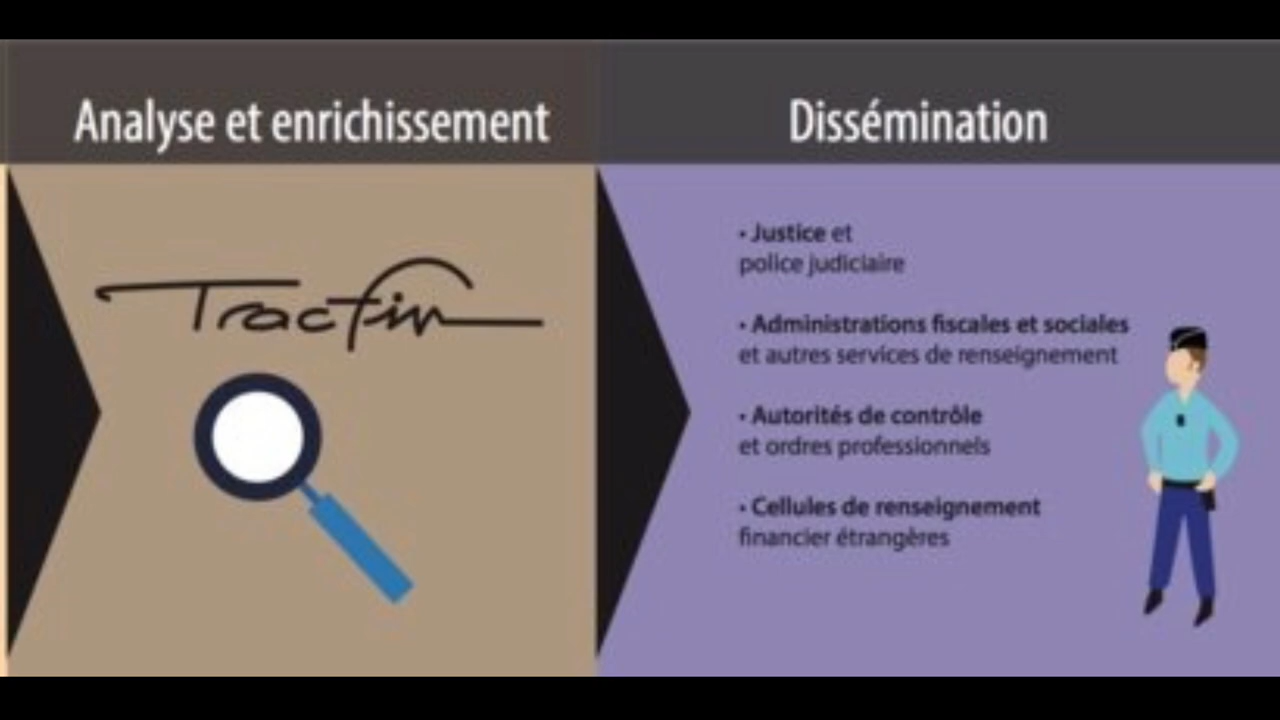 Analyse et enrichissement
Tracfin
Dissémination
• Justice et
police judiciaire
• Administrations fiscales et sociales
et autres services de renseignement
• Autorités de contrôle
et ordres professionnels
• Cellules de renseignement
financier étrangères